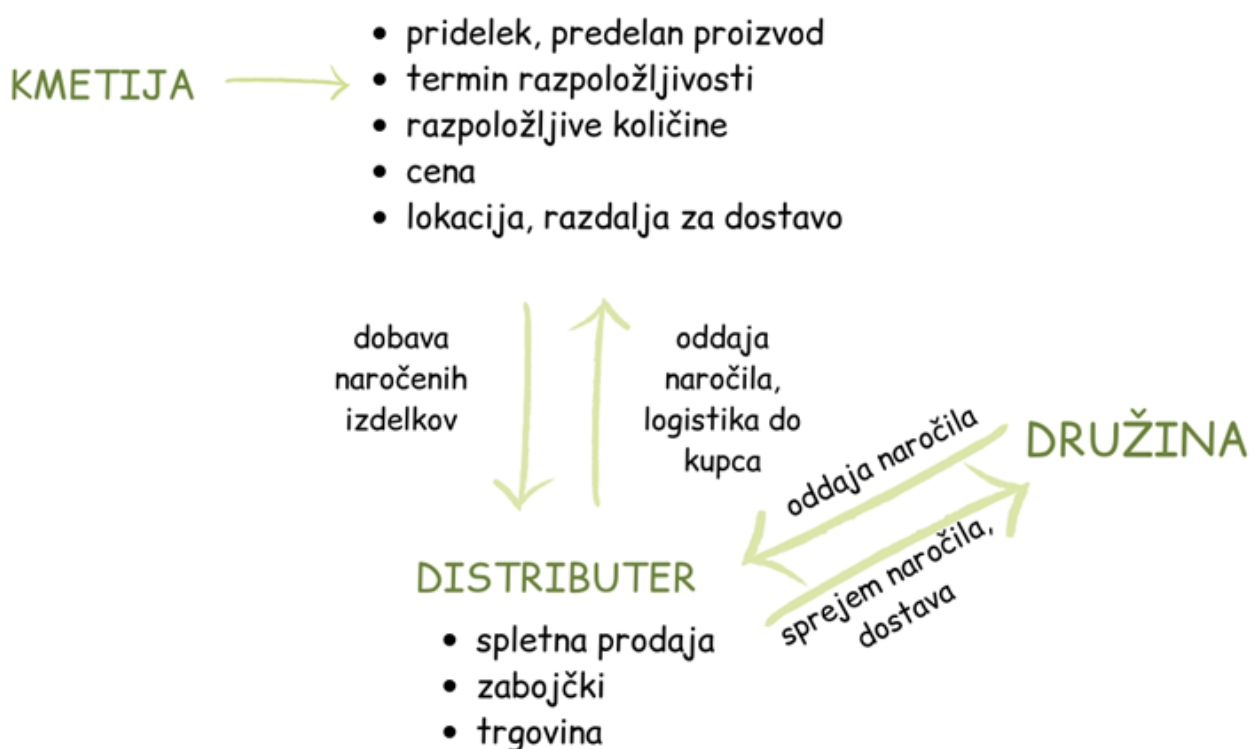 KMETIJA
• pridelek, predelan proizvod
• termin razpoložljivosti
• razpoložljive količine
• cena
• lokacija, razdalja za dostavo
dobava
naročenih
izdelkov
oddaja
naročila,
logistika do
kupca
DRUŽINA
oddaja naročila
sprejem naročila,
dostava
DISTRIBUTER
• spletna prodaja
• zabojčki
• trgovina